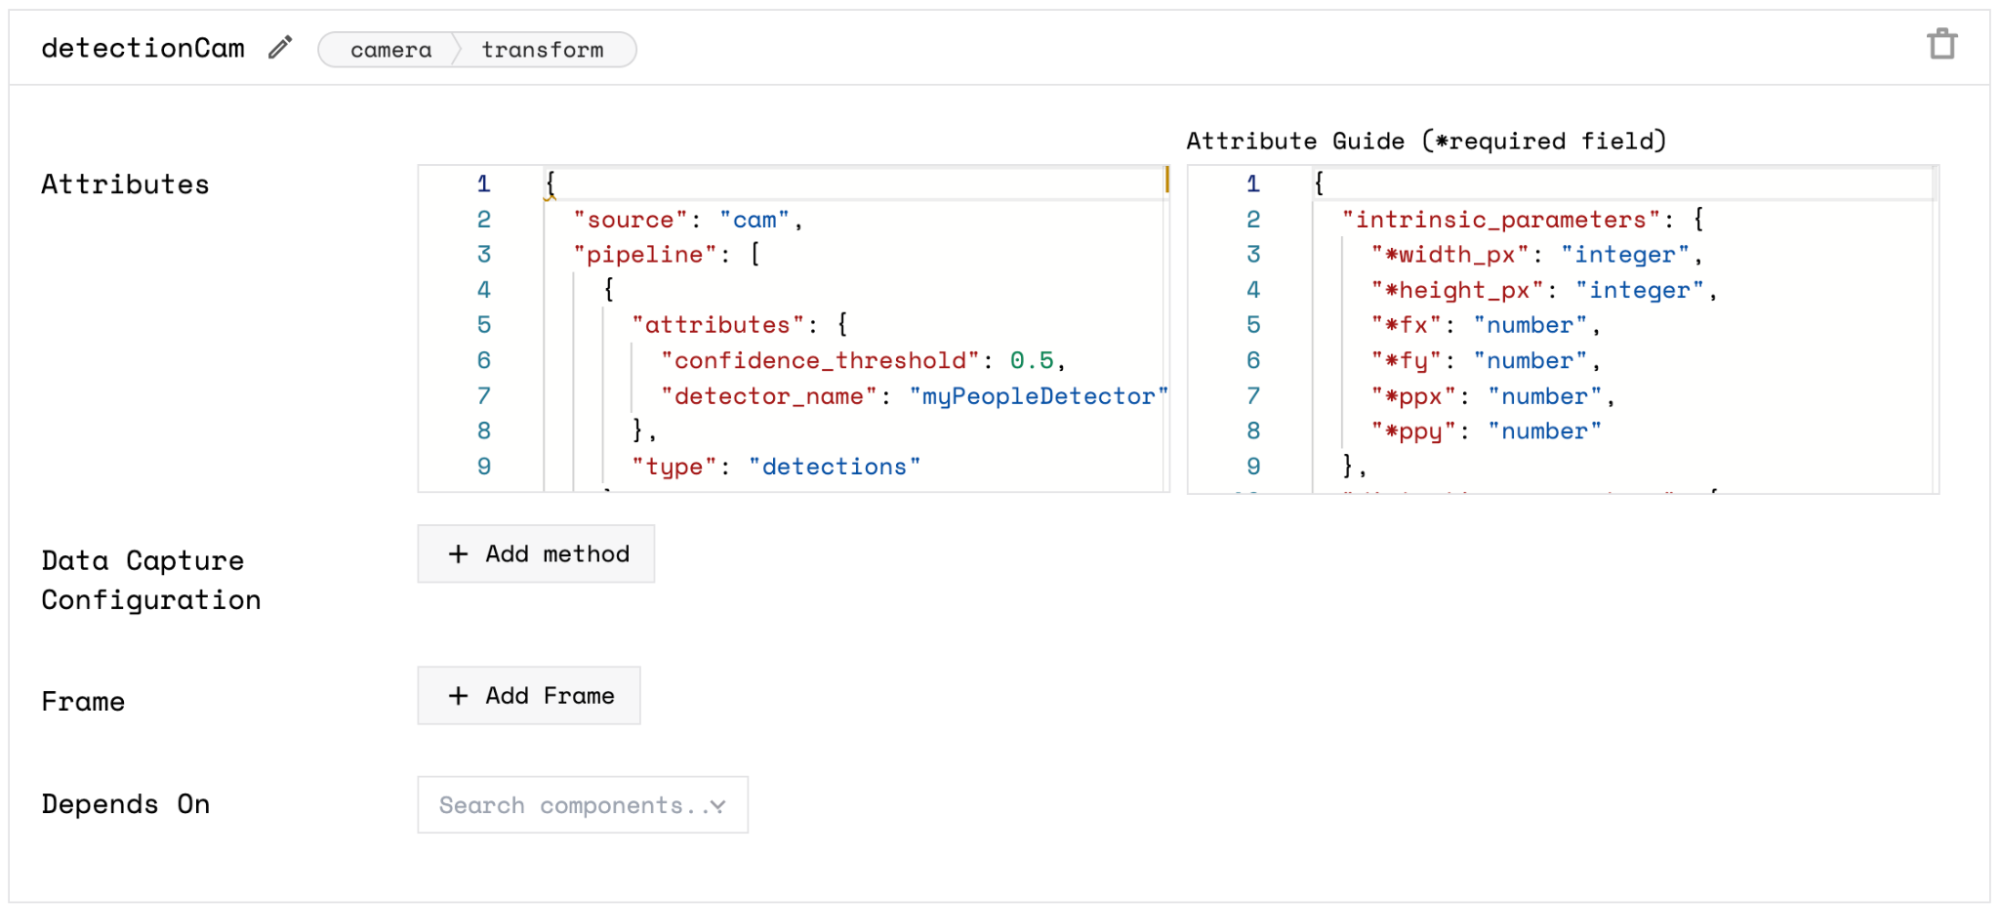 detectionCam
camera
transform
Attribute Guide (*required field)
Attributes
1 {
2 "source": "cam",
3 "pipeline": [
4 {
5 "attributes": {
6 "confidence_threshold": 0.5,
7 "detector_name": "myPeopleDetector"
8 },
9 "type": "detections"
1 {
2 "intrinsic_parameters": {
3 "*width_px": "integer",
4 "*height_px": "integer",
5 "*fx": "number",
6 "*fy": "number",
7 "*ppx": "number",
8 "*ppy": "number"
9 },
Data Capture
Configuration
+ Add method
Frame
+ Add Frame
Depends On
Search components...